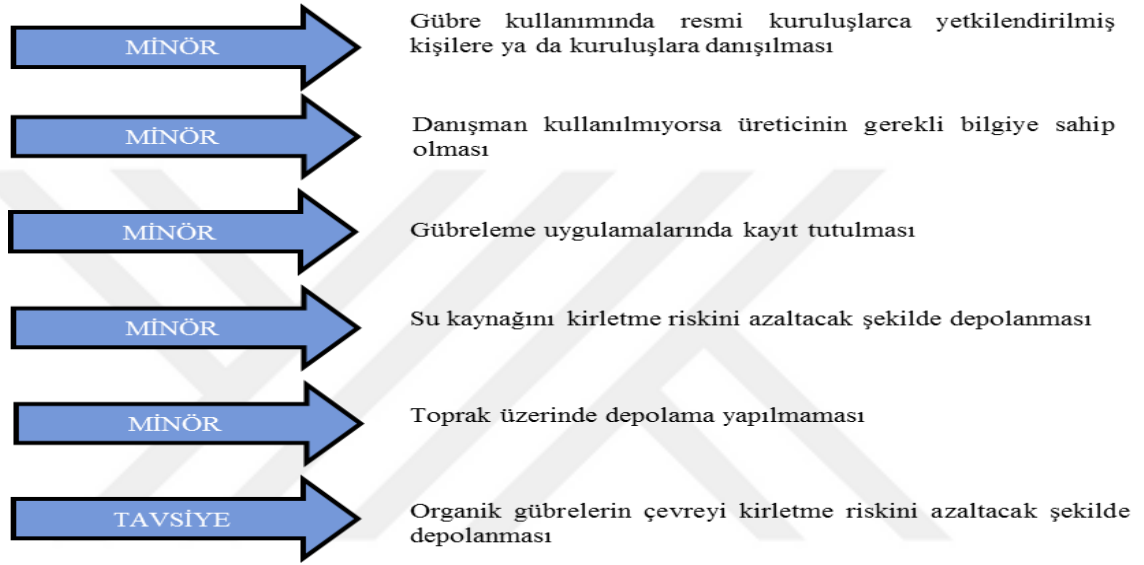 MİNÖR
Gübre kullanımında resmi kuruluşlarca yetkilendirilmiş
kişilere ya da kuruluşlara danışılması
MİNÖR
Danışman kullanılmıyorsa üreticinin gerekli bilgiye sahip
olması
MİNÖR
Gübreleme uygulamalarında kayıt tutulması
MİNÖR
Su kaynağını kirletme riskini azaltacak şekilde depolanması
MİNÖR
Toprak üzerinde depolama yapılmaması
TAVSİYE
Organik gübrelerin çevreyi kirletme riskini azaltacak şekilde
depolanması